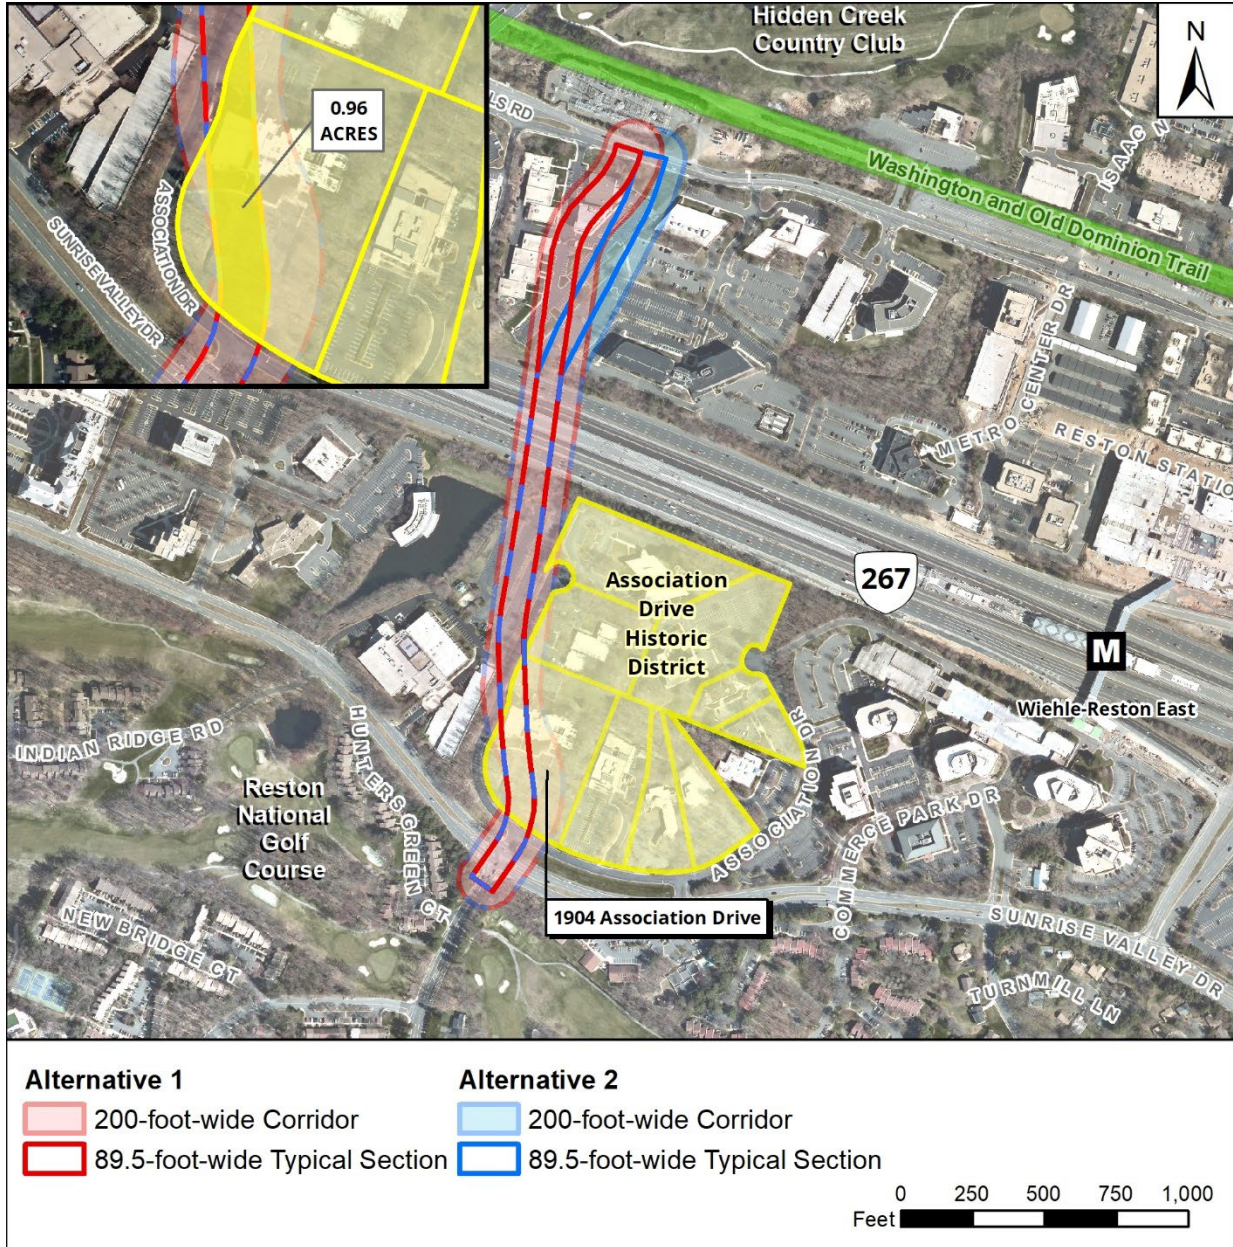 Hidden Creek
Country Club
N
0.96
ACRES
LS RD
ISAAC N
Washington and Old Dominion Trail
ASSOCIATION DR
SUNRISE VALLEY DR
METRO CENTER DR
RESTON STATIO
267
Association
Drive
Historic
District
M
Wiehle-Reston East
INDIAN RIDGE RD
HUNTERS GREEN CT
Reston
National
Golf
Course
ASSOCIATION DR
COMMERCE PARK DR
NEW BRIDGE CT
1904 Association Drive
SUNRISE VALLEY DR
TURNMILL LN
Alternative 1
200-foot-wide Corridor
89.5-foot-wide Typical Section
Alternative 2
200-foot-wide Corridor
89.5-foot-wide Typical Section
0 250 500 750 1,000
Feet